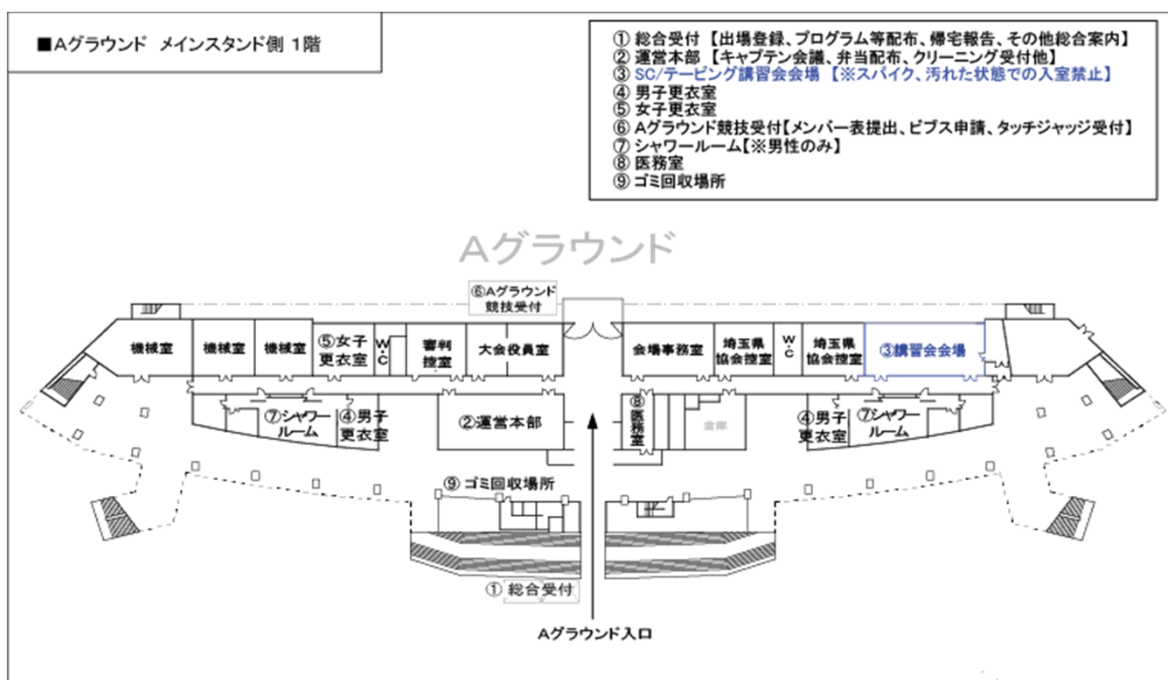 ■Aグラウンド メインスタンド側 1階
① 総合受付 【出場登録、プログラム等配布、帰宅報告、その他総合案内】
② 運営本部 【キャプテン会議、弁当配布、クリーニング受付他】
③ SC/テーピング講習会会場 【※スパイク、汚れた状態での入室禁止】
④ 男子更衣室
⑤ 女子更衣室
⑥ Aグラウンド競技受付【メンバー表提出、ビブス申請、タッチジャッジ受付】
⑦ シャワールーム【※男性のみ】
⑧ 医務室
⑨ ゴミ回収場所
Aグラウンド
⑥Aグラウンド
競技受付
機械室
機械室
機械室
⑤女子
更衣室
W・C
審判
控室
大会役員室
会場事務室
埼玉県
協会控室
W・C
埼玉県
協会控室
③講習会会場
⑦シャワー
ルーム
④男子
更衣室
②運営本部
⑧医務室
倉庫
④男子
更衣室
⑦シャワー
ルーム
⑨ ゴミ回収場所
① 総合受付
Aグラウンド入口